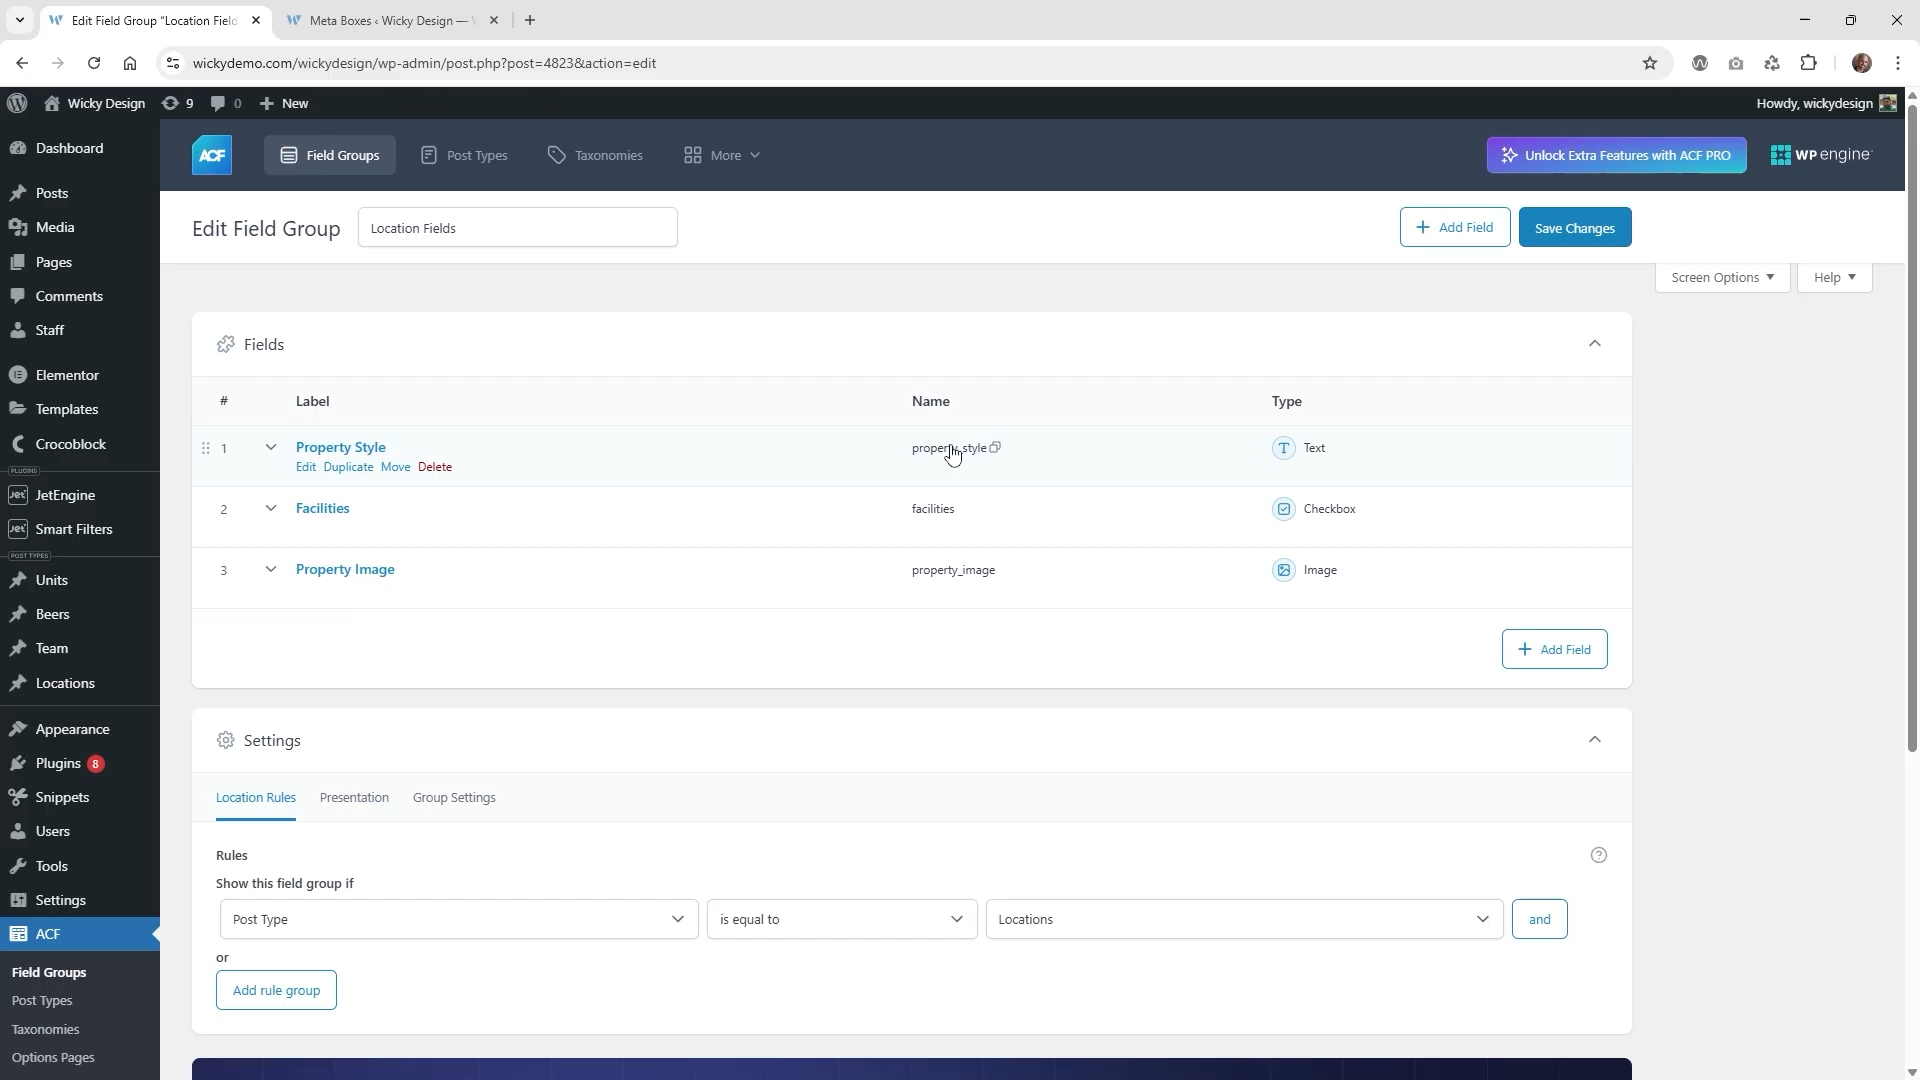 Edit Field Group "Location Field
Meta Boxes ‹ Wicky Design —
wickydemo.com/wickydesign/wp-admin/post.php?post=4823&action=edit
Wicky Design 9 0 New
Howdy, wickydesign
Dashboard
Posts
Media
Pages
Comments
Staff
Elementor
Templates
Crocoblock
PLUGINS
Jet JetEngine
Jet Smart Filters
POST TYPES
Units
Beers
Team
Locations
Appearance
Plugins 8
Snippets
Users
Tools
Settings
ACF
Field Groups
Post Types
Taxonomies
Options Pages
ACF
Field Groups
Post Types
Taxonomies
More
Unlock Extra Features with ACF PRO
WP engine
Edit Field Group
Location Fields
Add Field
Save Changes
Screen Options
Help
Fields
# Label Name Type
1 Property Style property_style Text
Edit Duplicate Move Delete
2 Facilities facilities Checkbox
3 Property Image property_image Image
Add Field
Settings
Location Rules Presentation Group Settings
Rules
Show this field group if
Post Type is equal to Locations and
or
Add rule group